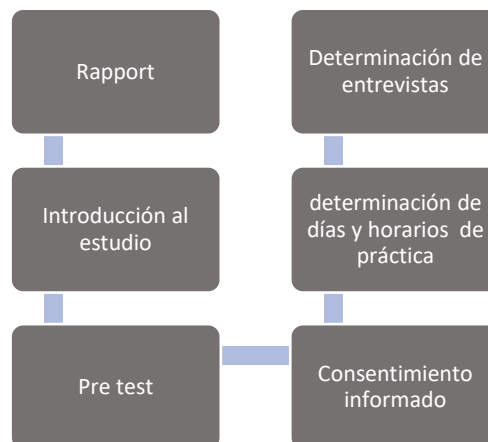 Rapport
Introducción al
estudio
Pre test
Consentimiento
informado
determinación de
días y horarios de
práctica
Determinación de
entrevistas